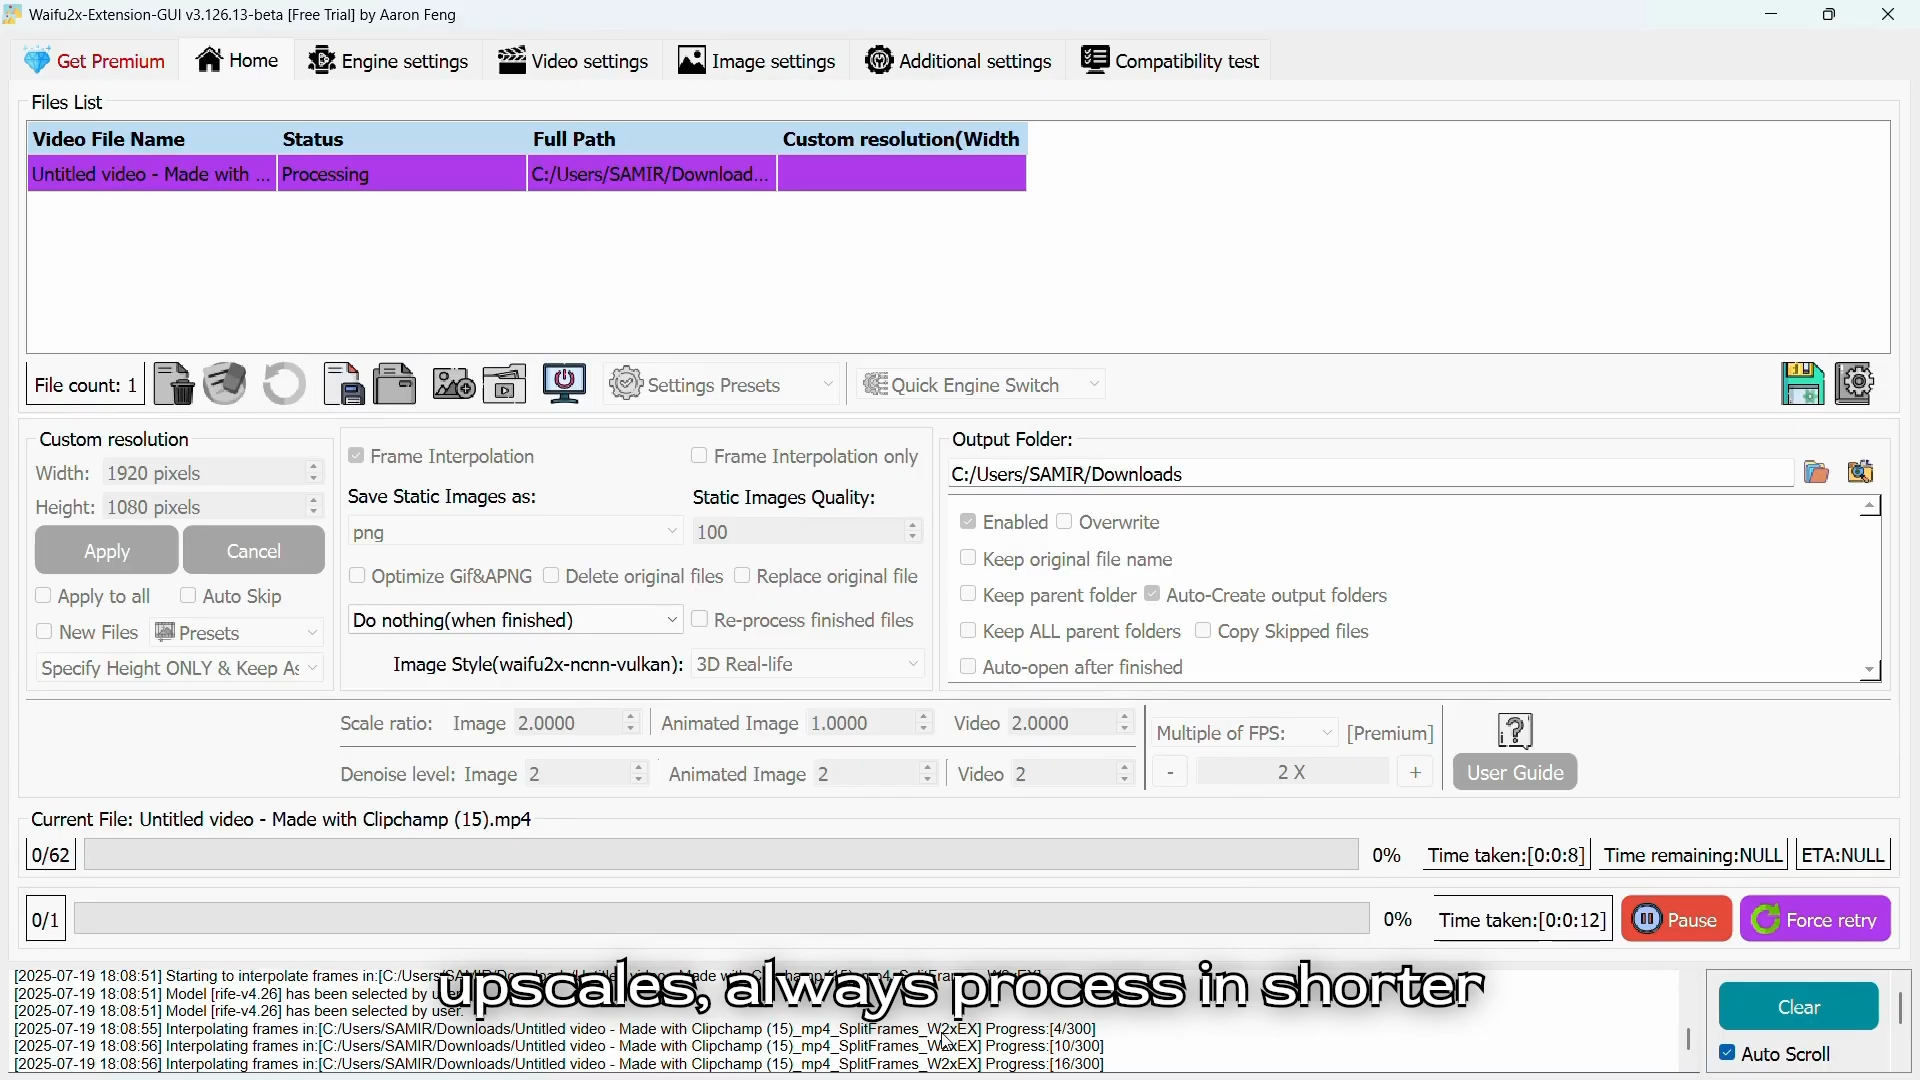 Waifu2x-Extension-GUI v3.126.13-beta [Free Trial] by Aaron Feng
Get Premium
Home
Engine settings
Video settings
Image settings
Additional settings
Compatibility test
Files List
Video File Name
Status
Full Path
Custom resolution(Width
Untitled video - Made with ...
Processing
C:/Users/SAMIR/Download...
File count: 1
Settings Presets
Quick Engine Switch
Custom resolution
Width:
1920 pixels
Height:
1080 pixels
Apply
Cancel
Apply to all
Auto Skip
New Files
Presets
Specify Height ONLY & Keep As
Frame Interpolation
Frame Interpolation only
Save Static Images as:
Static Images Quality:
png
100
Optimize Gif&APNG
Delete original files
Replace original file
Do nothing(when finished)
Re-process finished files
Image Style(waifu2x-ncnn-vulkan):
3D Real-life
Output Folder:
C:/Users/SAMIR/Downloads
Enabled
Overwrite
Keep original file name
Keep parent folder
Auto-Create output folders
Keep ALL parent folders
Copy Skipped files
Auto-open after finished
Scale ratio:
Image
2.0000
Animated Image
1.0000
Video
2.0000
Denoise level:
Image
2
Animated Image
2
Video
2
Multiple of FPS:
[Premium]
-
2 X
+
User Guide
Current File: Untitled video - Made with Clipchamp (15).mp4
0/62
0%
Time taken:[0:0:8]
Time remaining:NULL
ETA:NULL
0/1
0%
Time taken:[0:0:12]
Pause
Force retry
[2025-07-19 18:08:51] Starting to interpolate frames in:[C:/Users/SAMIR
[2025-07-19 18:08:51] Model [rife-v4.26] has been selected by
[2025-07-19 18:08:51] Model [rife-v4.26] has been selected by user.
upscales, always process in shorter
[2025-07-19 18:08:55] Interpolating frames in:[C:/Users/SAMIR/Downloads/Untitled video - Made with Clipchamp (15)_mp4_SplitFrames_W2xEX] Progress:[4/300]
[2025-07-19 18:08:56] Interpolating frames in:[C:/Users/SAMIR/Downloads/Untitled video - Made with Clipchamp (15)_mp4_SplitFrames_W2xEX] Progress:[10/300]
[2025-07-19 18:08:56] Interpolating frames in:[C:/Users/SAMIR/Downloads/Untitled video - Made with Clipchamp (15)_mp4_SplitFrames_W2xEX] Progress:[16/300]
Clear
Auto Scroll